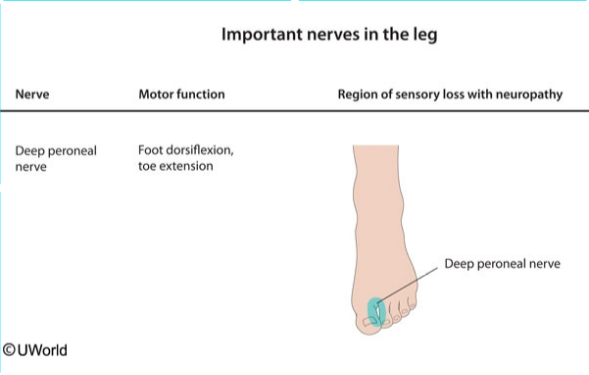 Important nerves in the leg
Nerve
Motor function
Region of sensory loss with neuropathy
Deep peroneal
nerve
Foot dorsiflexion,
toe extension
Deep peroneal nerve
©UWorld